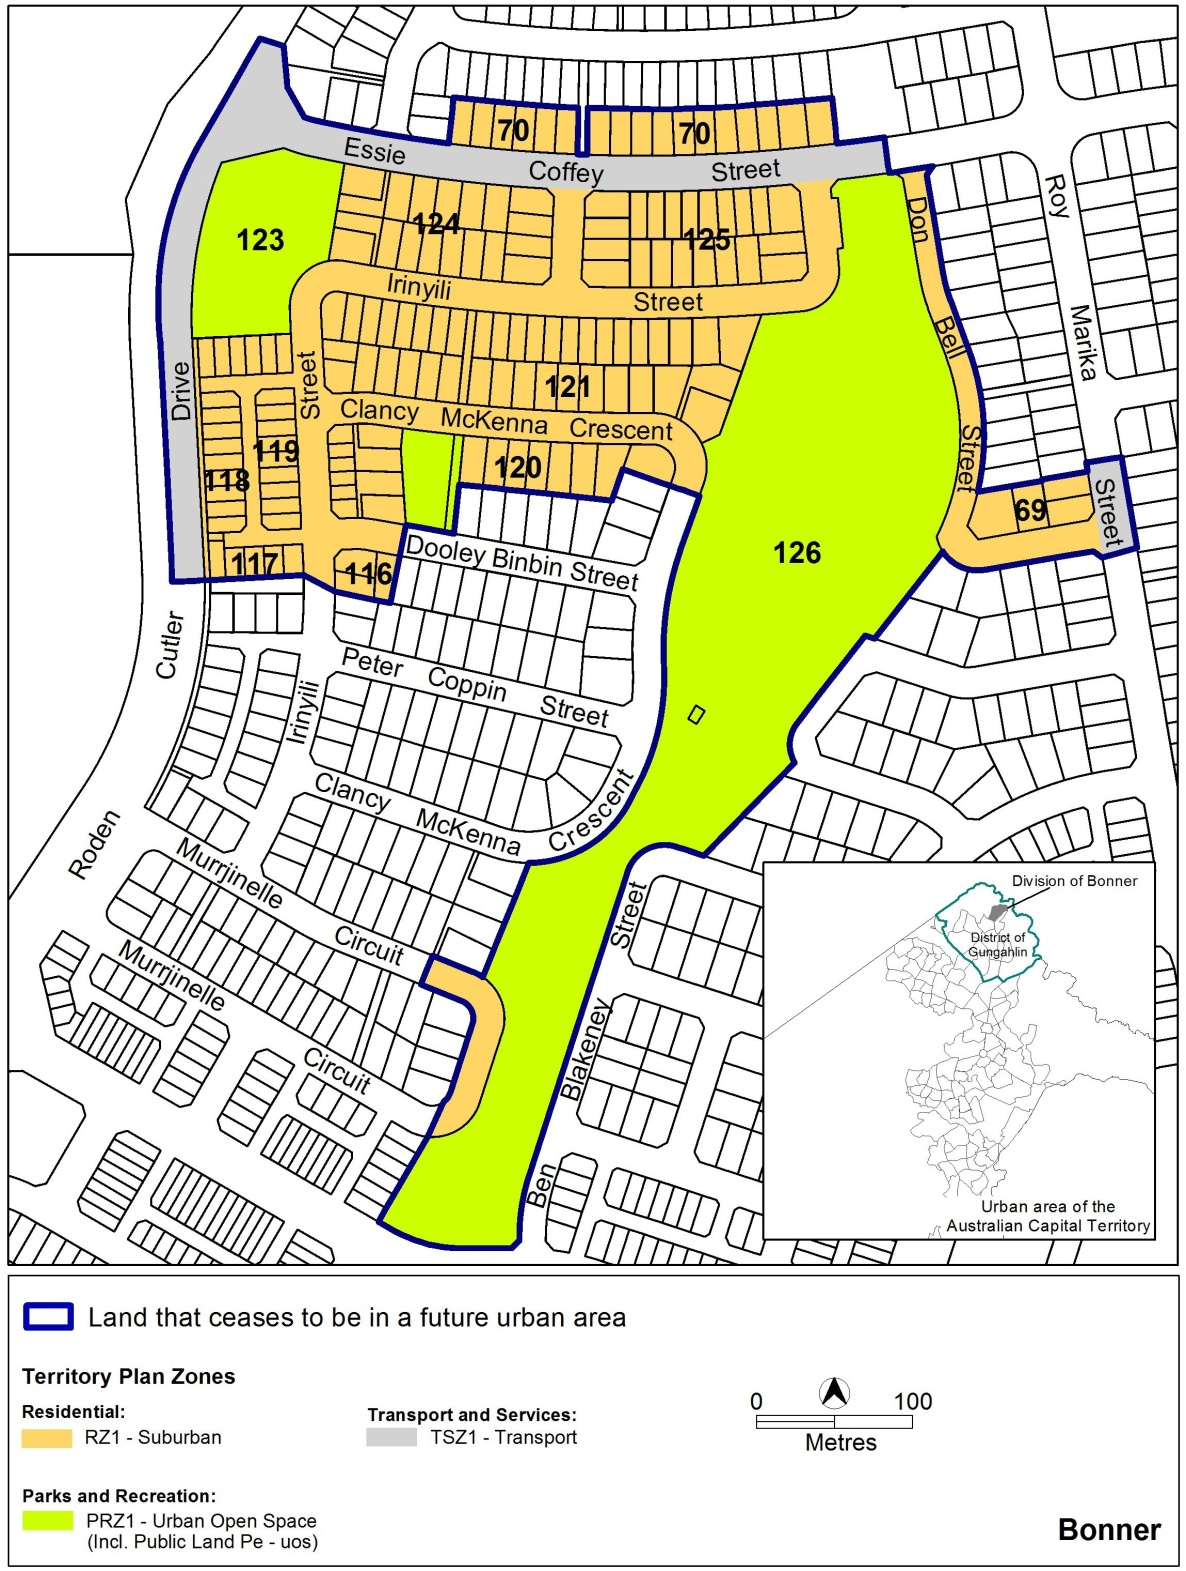 70
70
Essie Coffey Street
Roy Marika Street
Don Bell Street
123
124
125
Irinyili Street
Drive
Street
121
Clancy McKenna Crescent
119
118
120
69
126
117
116
Dooley Binbin Street
Cutler
Peter Coppin Street
Irinyili
Clancy McKenna Crescent
Roden
Murrjinelle Circuit
Street
Murrjinelle Circuit
Blakeney
Ben
Division of Bonner
District of
Gungahlin
Urban area of the
Australian Capital Territory
Land that ceases to be in a future urban area
Territory Plan Zones
Residential:
RZ1 - Suburban
Transport and Services:
TSZ1 - Transport
0 100
Metres
Parks and Recreation:
PRZ1 - Urban Open Space
(Incl. Public Land Pe - uos)
Bonner